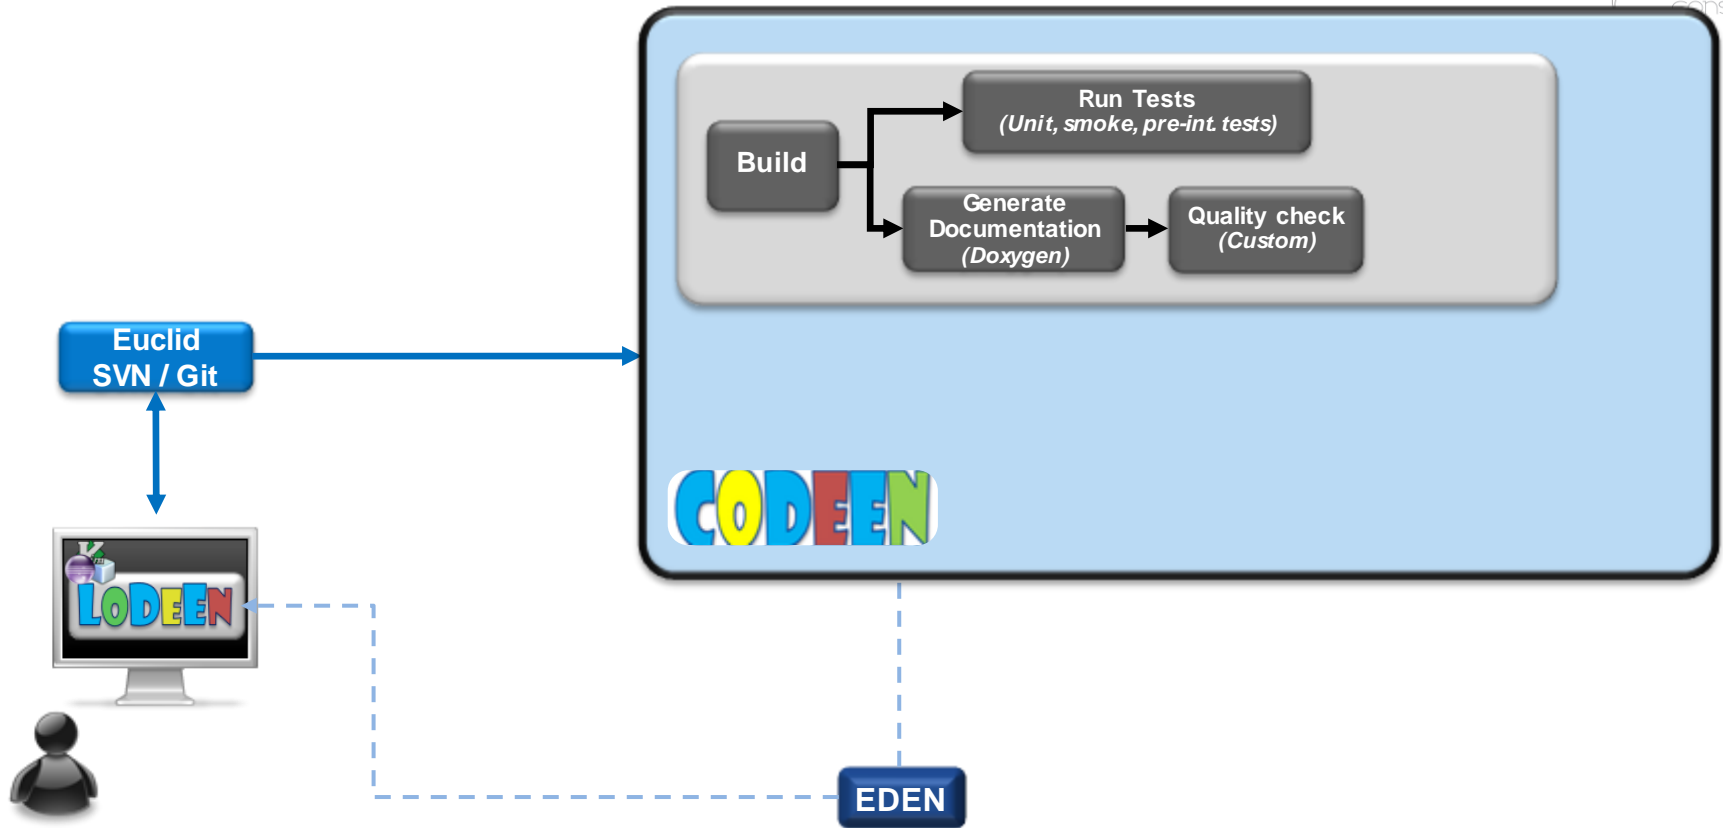 cons
Run Tests
(Unit, smoke, pre-int. tests)
Build
Generate
Documentation
(Doxygen)
Quality check
(Custom)
Euclid
SVN / Git
CODEEN
LODEEN
EDEN